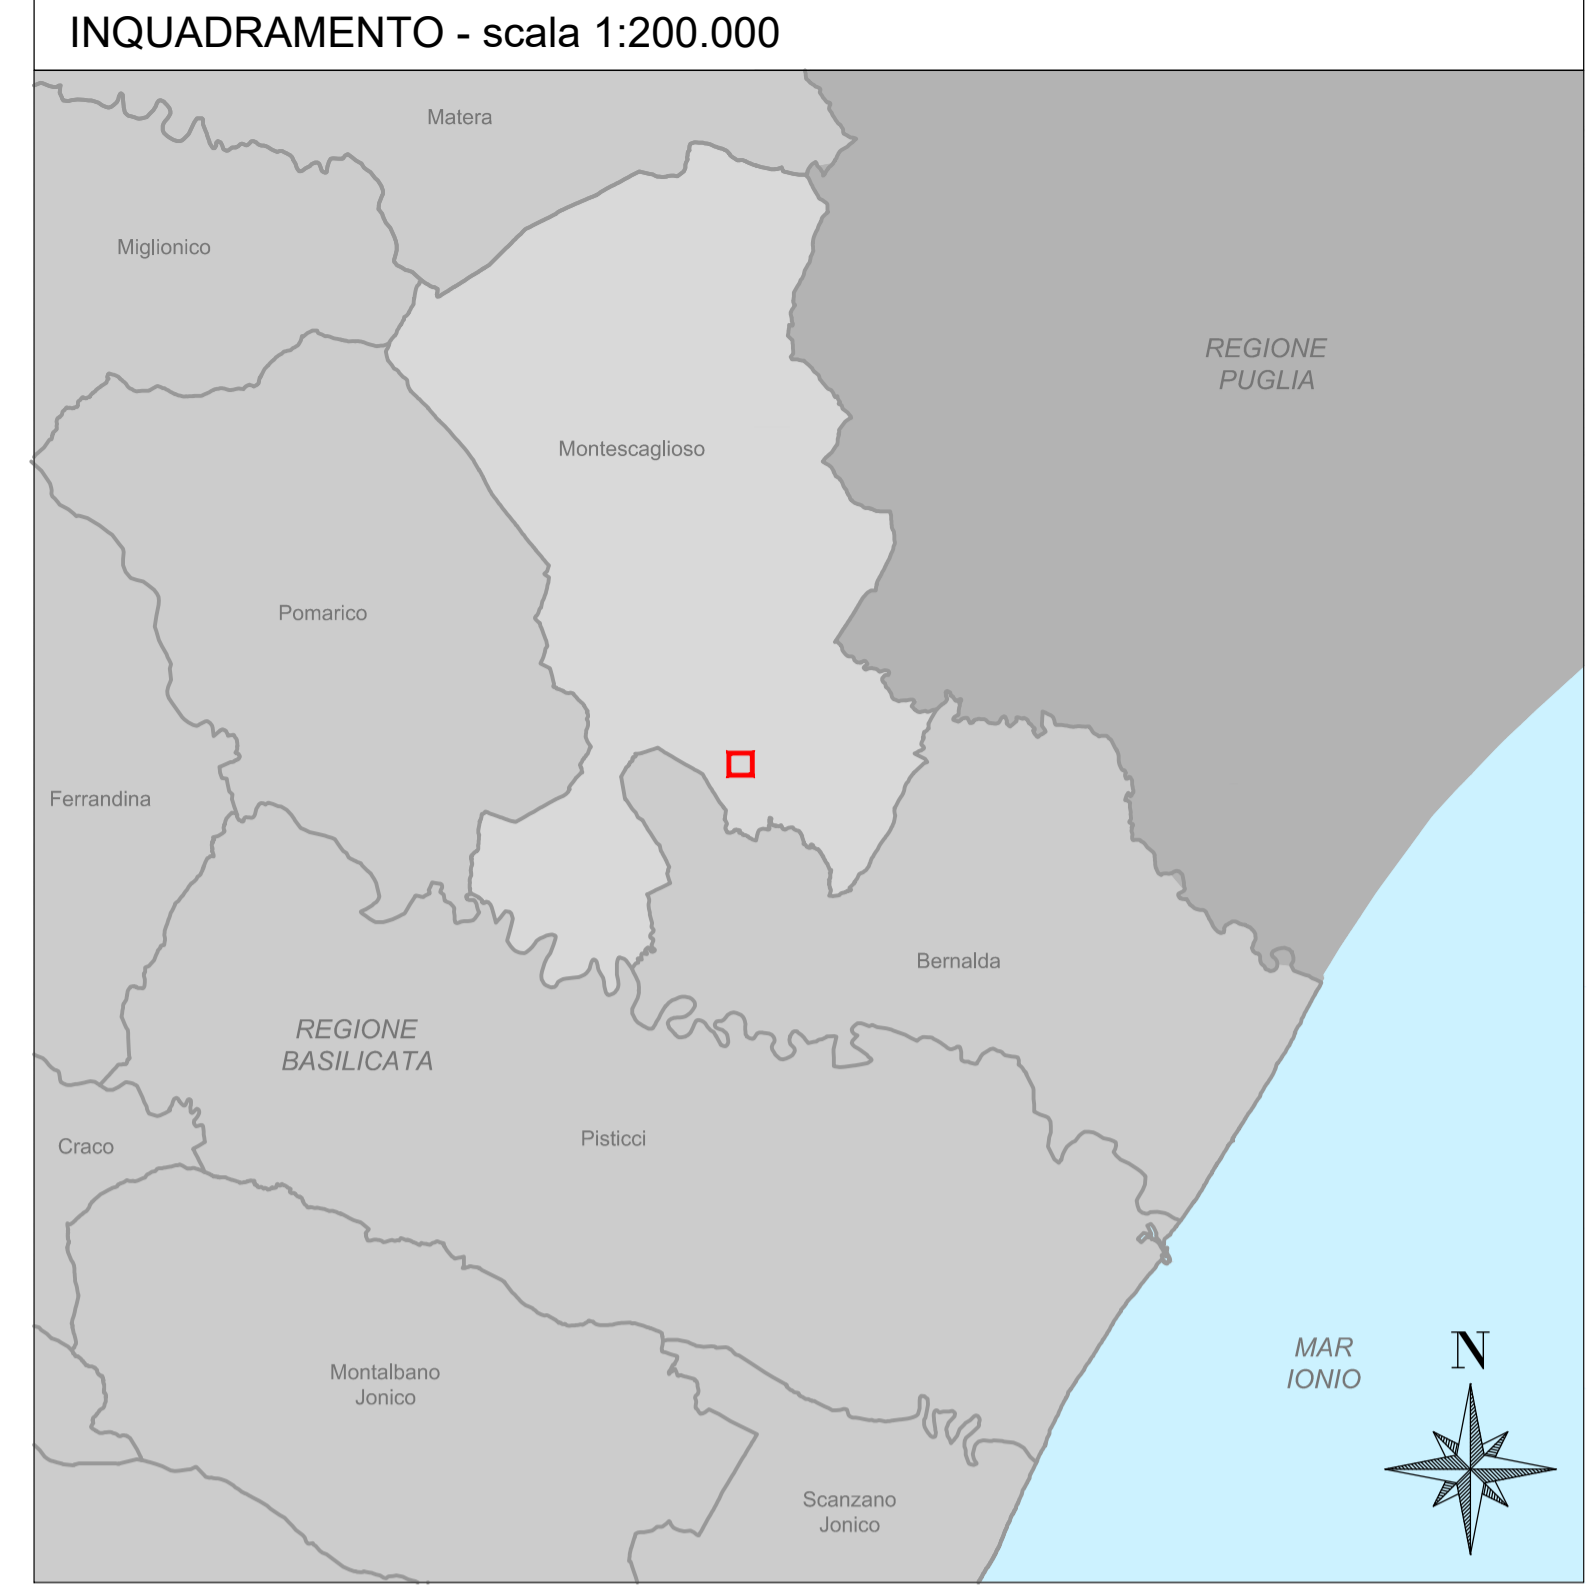 INQUADRAMENTO - scala 1:200.000
Matera
Miglionico
REGIONE
PUGLIA
Montescaglioso
Pomarico
Ferrandina
Bernalda
REGIONE
BASILICATA
Pisticci
Craco
MAR
IONIO
N
Montalbano
Jonico
Scanzano
Jonico